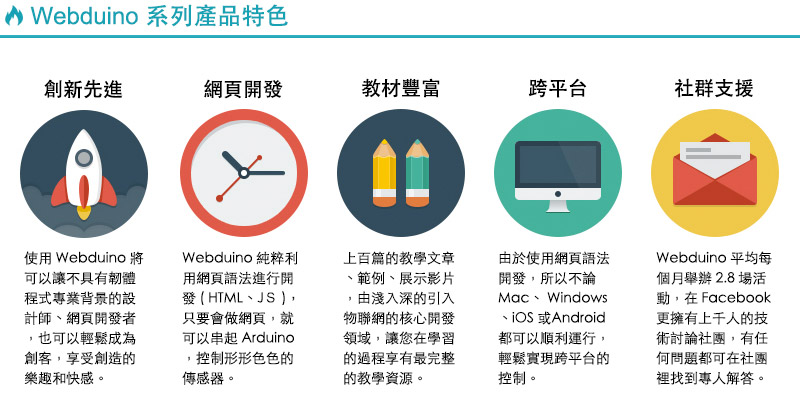 Webduino 系列產品特色
創新先進
使用 Webduino 將
可以讓不具有韌體
程式專業背景的設
計師、網頁開發者
，也可以輕鬆成為
創客，享受創造的
樂趣和快感。
網頁開發
Webduino 純粹利
用網頁語法進行開
發 ( HTML、JS )，
只要會做網頁，就
可以串起 Arduino
，控制形形色色的
傳感器。
教材豐富
上百篇的教學文章
、範例、展示影片
，由淺入深的引入
物聯網的核心開發
領域，讓您在學習
的過程享有最完整
的教學資源。
跨平台
由於使用網頁語法
開發，所以不論
Mac、 Windows
、iOS 或Android
都可以順利運行，
輕鬆實現跨平台的
控制。
社群支援
Webduino 平均每
個月舉辦 2.8 場活
動，在 Facebook
更擁有上千人的技
術討論社團，有任
何問題都可在社團
裡找到專人解答。